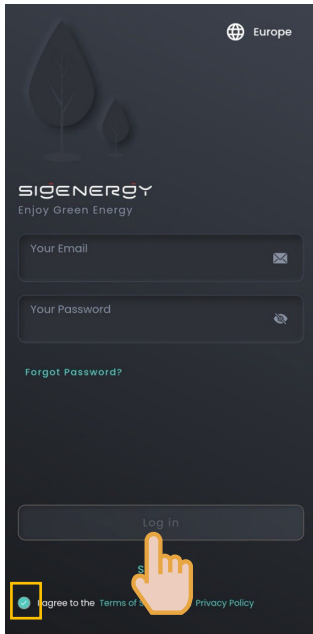 Europe
SIGENERGY
Enjoy Green Energy
Your Email
Your Password
Forgot Password?
Log in
I agree to the Terms of Privacy Policy